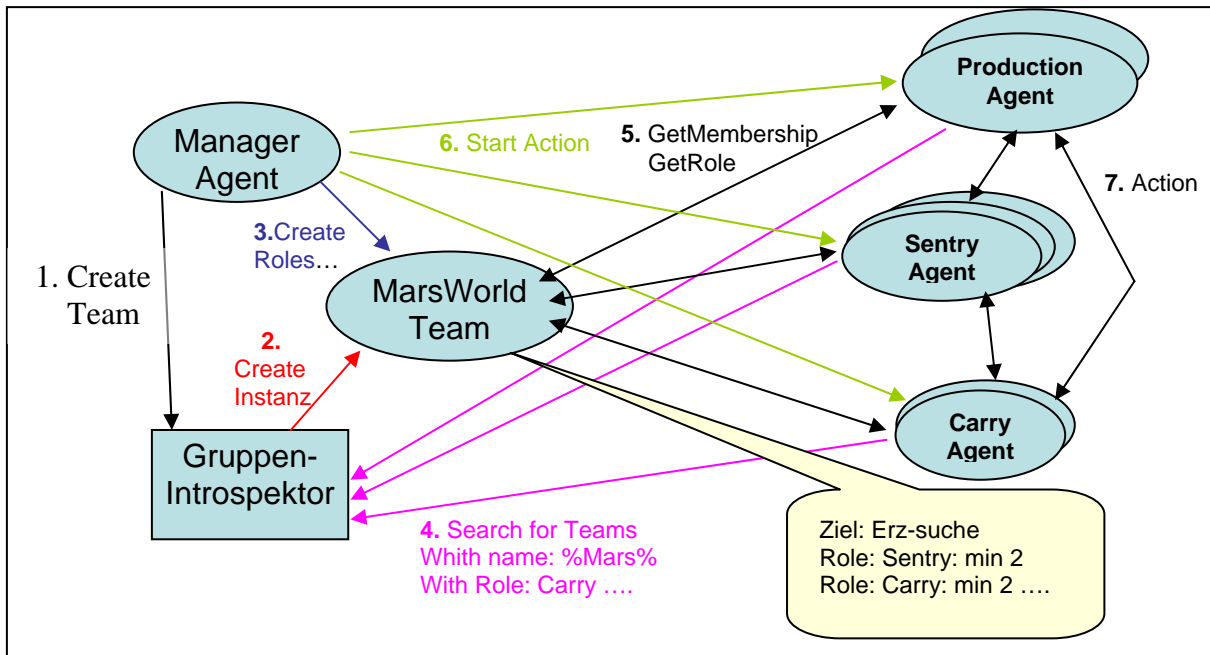 Production
Agent
Manager
Agent
6. Start Action
5. GetMembership
GetRole
7. Action
3.Create
Roles…
Sentry
Agent
1. Create
Team
MarsWorld
Team
2.
Create
Instanz
Carry
Agent
Gruppen-
Introspektor
4. Search for Teams
Whith name: %Mars%
With Role: Carry ….
Ziel: Erz-suche
Role: Sentry: min 2
Role: Carry: min 2 ….